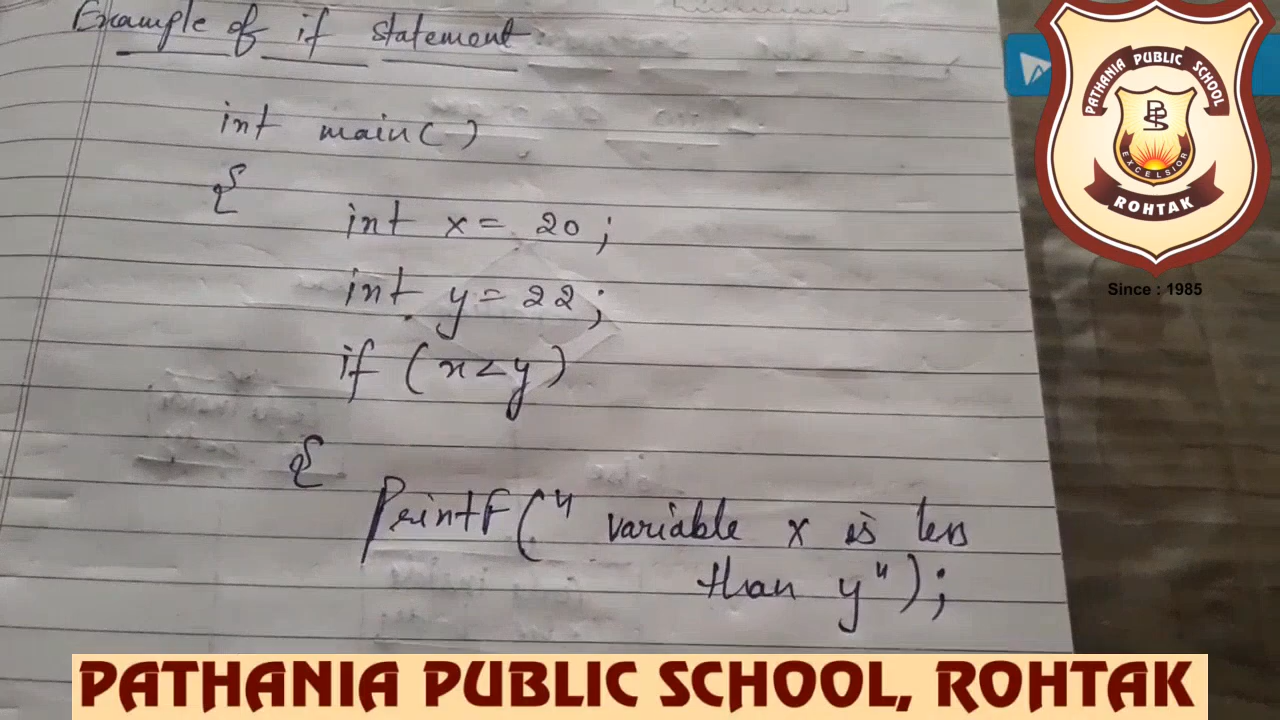 Example of if statement
int main( )
{
int x = 20 ;
int y = 22 ;
if ( x < y )
{
PrintF(" variable x is less
than y" ) ;
PATHANIA PUBLIC SCHOOL
PBS
EXCELSIOR
ROHTAK
Since : 1985
PATHANIA PUBLIC SCHOOL, ROHTAK